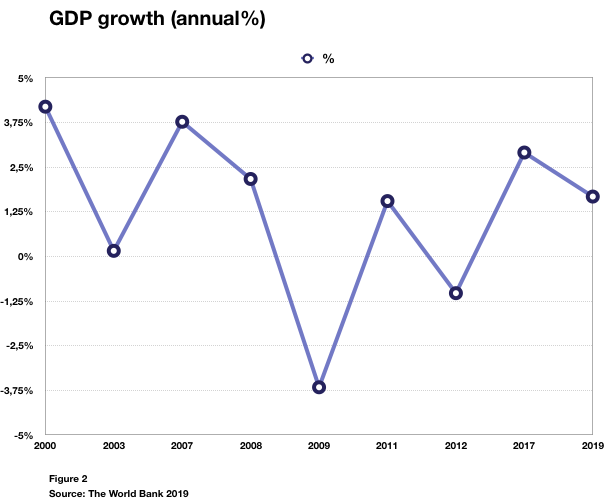 GDP growth (annual%)
%
5%
3,75%
2,5%
1,25%
0%
-1,25%
-2,5%
-3,75%
-5%
2000 2003 2007 2008 2009 2011 2012 2017 2019
Figure 2
Source: The World Bank 2019